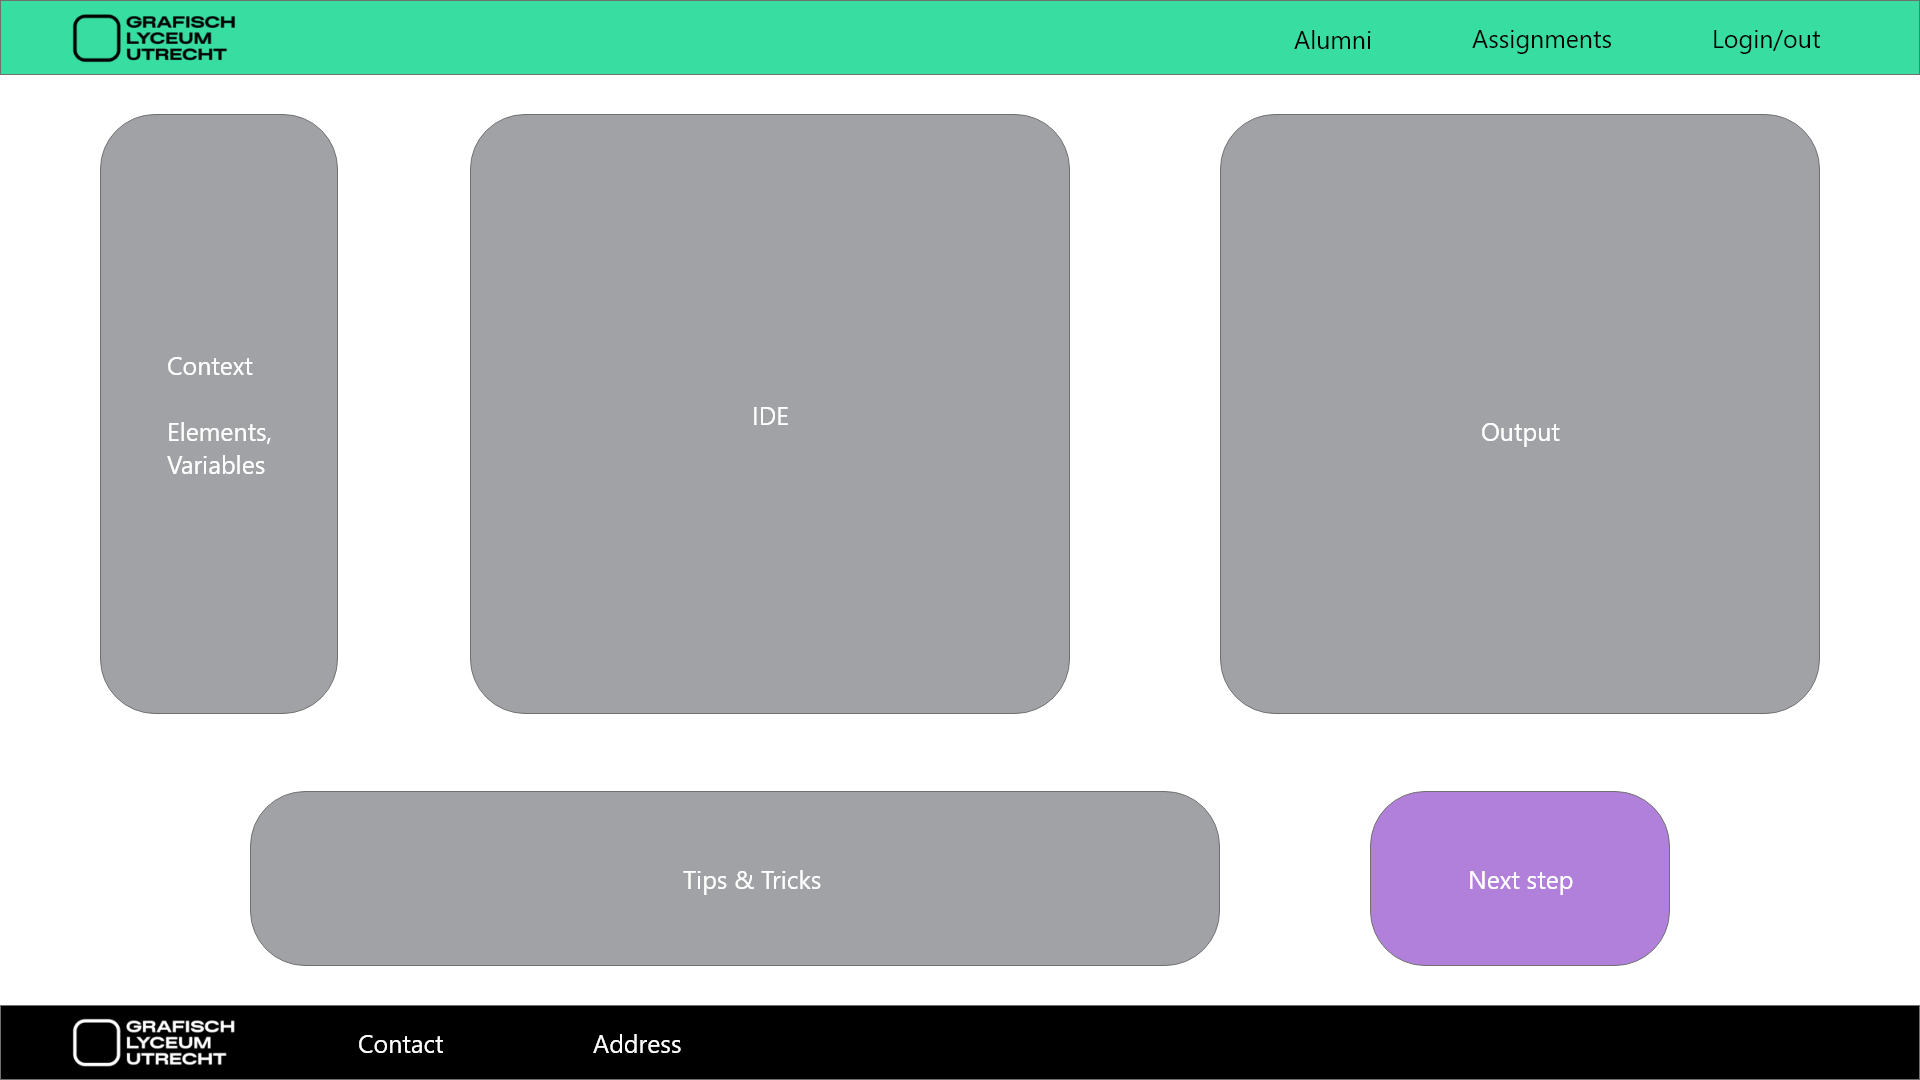 GRAFISCH
LYCEUM
UTRECHT
Alumni
Assignments
Login/out
Context
Elements,
Variables
IDE
Output
Tips & Tricks
Next step
GRAFISCH
LYCEUM
UTRECHT
Contact
Address